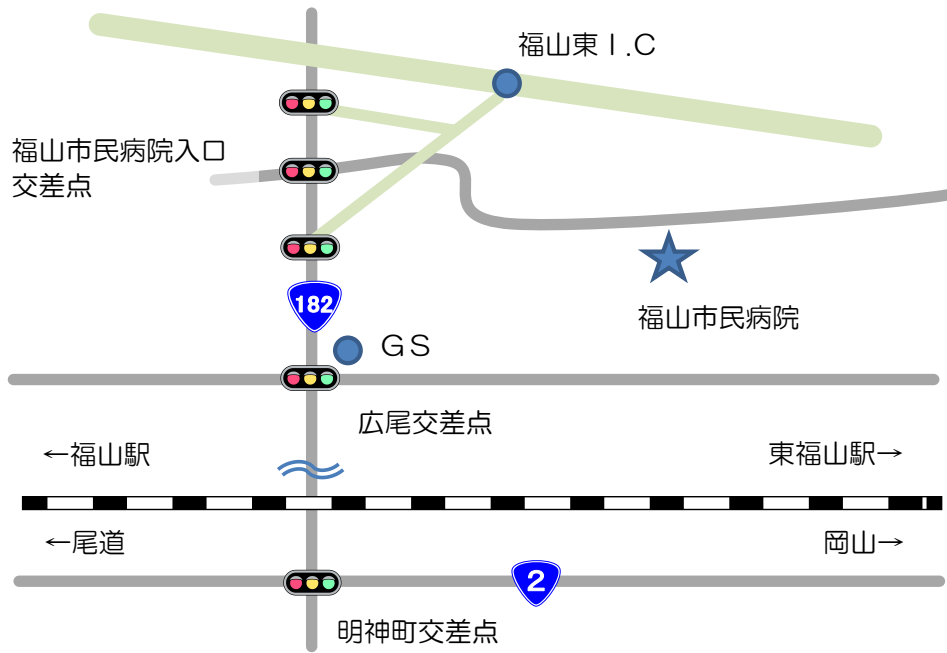 福山東Ｉ.Ｃ
福山市民病院入口
交差点
182
福山市民病院
ＧＳ
広尾交差点
←福山駅
東福山駅→
←尾道
岡山→
2
明神町交差点